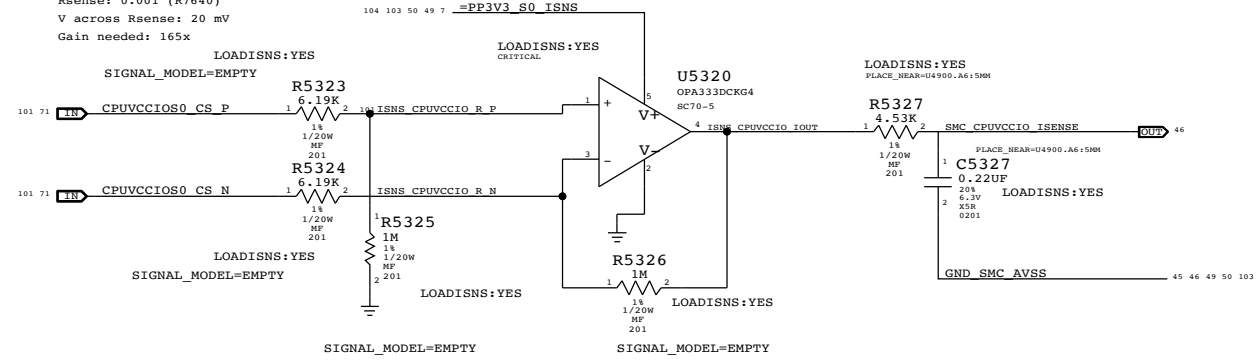 Rsense: 0.001 (R7640)
V across Rsense: 20 mV
Gain needed: 165x
104 103 50 49 7
=PP3V3_S0_ISNS
LOADISNS:YES
CRITICAL
LOADISNS:YES
SIGNAL_MODEL=EMPTY
R5323
6.19K
1 2
1%
1/20W
MF
201
101 71
IN
CPUVCCIOS0_CS_P
ISNS_CPUVCCIO_R_P
R5324
6.19K
1 2
1%
1/20W
MF
201
101 71
IN
CPUVCCIOS0_CS_N
ISNS_CPUVCCIO_R_N
LOADISNS:YES
SIGNAL_MODEL=EMPTY
1
R5325
1M
1%
1/20W
MF
201
2
LOADISNS:YES
SIGNAL_MODEL=EMPTY
U5320
OPA333DCKG4
SC70-5
1
+
3
-
5
V+
V-
2
4
ISNS_CPUVCCIO_IOUT
R5326
1M
1 2
1%
1/20W
MF
201
LOADISNS:YES
SIGNAL_MODEL=EMPTY
LOADISNS:YES
PLACE_NEAR=U4900.A6:5MM
R5327
4.53K
1 2
1%
1/20W
MF
201
SMC_CPUVCCIO_ISENSE
OUT
46
PLACE_NEAR=U4900.A6:5MM
1
C5327
0.22UF
20%
6.3V
X5R
0201
2
LOADISNS:YES
GND_SMC_AVSS
45 46 49 50 103